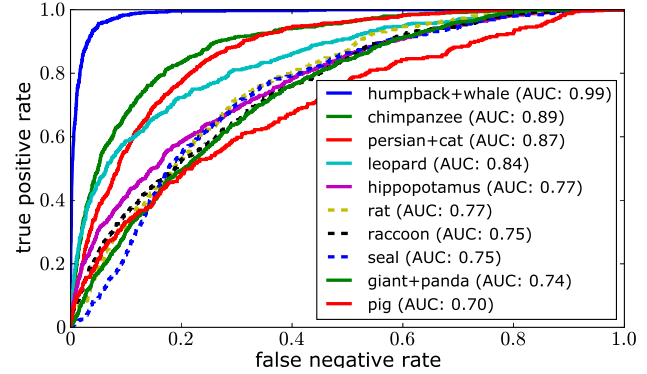 1.0
0.8
0.6
0.4
0.2
0
true positive rate
humpback+whale (AUC: 0.99)
chimpanzee (AUC: 0.89)
persian+cat (AUC: 0.87)
leopard (AUC: 0.84)
hippopotamus (AUC: 0.77)
rat (AUC: 0.77)
raccoon (AUC: 0.75)
seal (AUC: 0.75)
giant+panda (AUC: 0.74)
pig (AUC: 0.70)
0 0.2 0.4 0.6 0.8 1.0
false negative rate